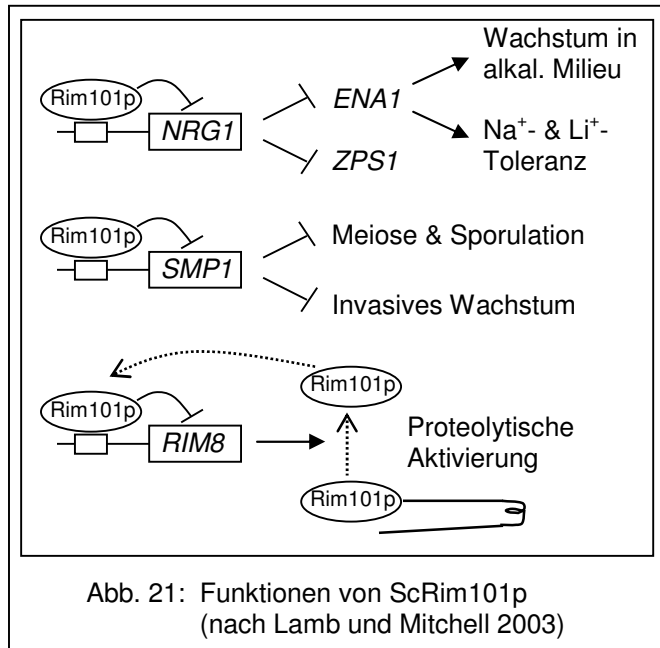 Rim101p
NRG1
ENA1
ZPS1
Wachstum in
alkal. Milieu
Na⁺- & Li⁺-
Toleranz
Rim101p
SMP1
Meiose & Sporulation
Invasives Wachstum
Rim101p
RIM8
Rim101p
Proteolytische
Aktivierung
Rim101p
Abb. 21: Funktionen von ScRim101p
(nach Lamb und Mitchell 2003)